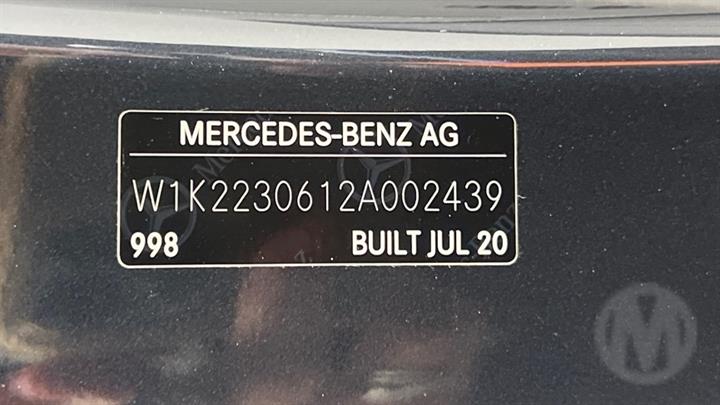 MERCEDES-BENZ AG
W1K2230612A002439
998 BUILT JUL 20
M